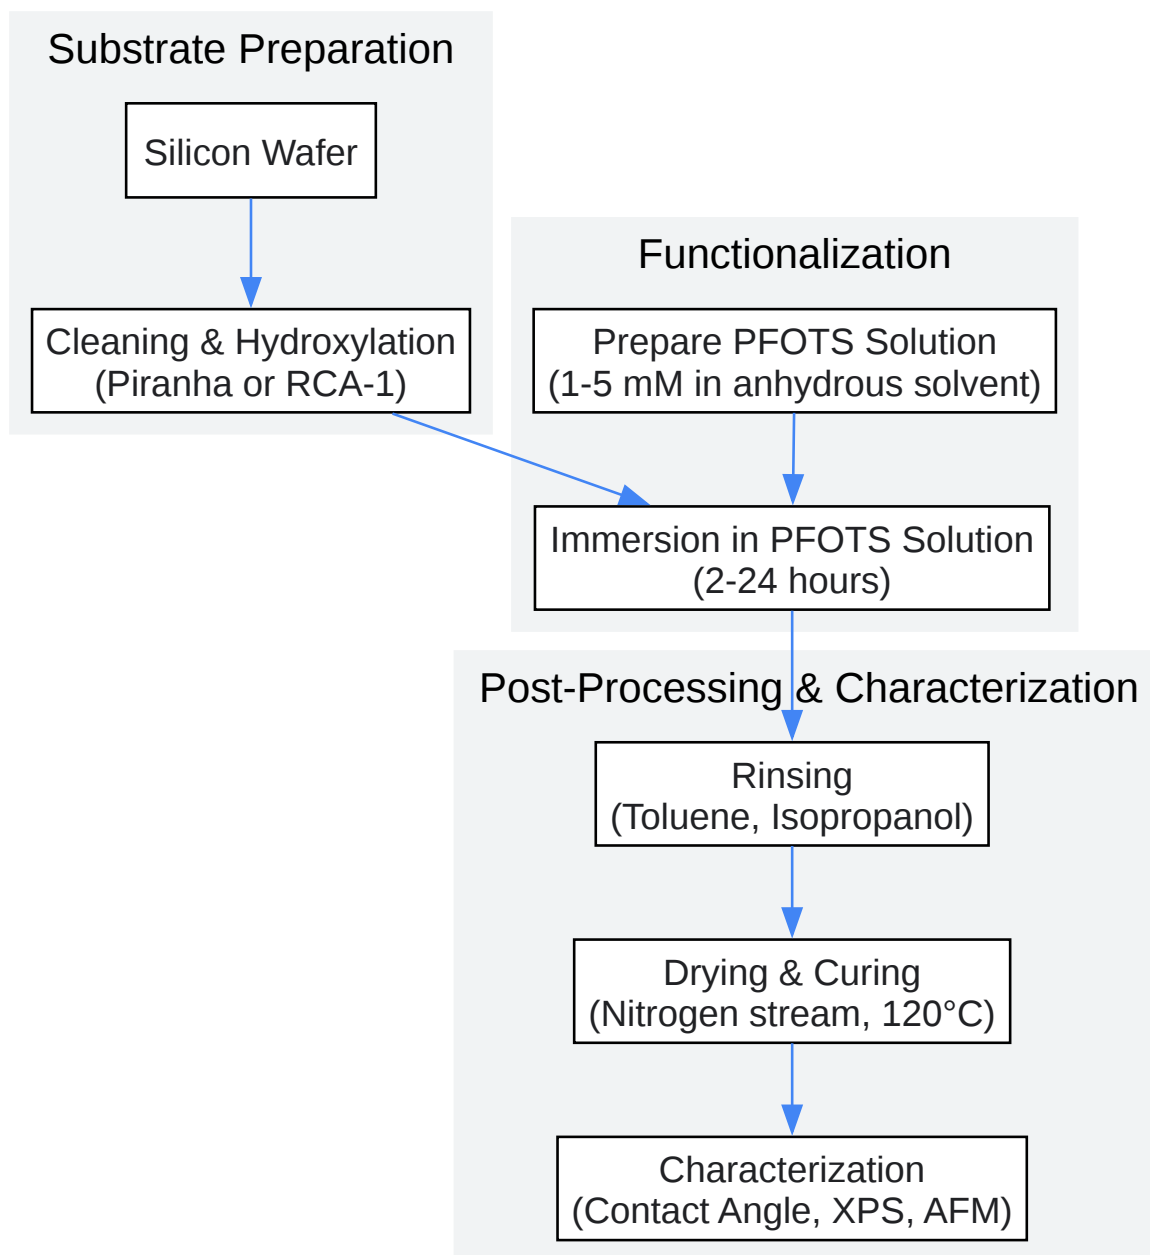 Substrate Preparation
Silicon Wafer
Cleaning & Hydroxylation
(Piranha or RCA-1)
Functionalization
Prepare PFOTS Solution
(1-5 mM in anhydrous solvent)
Immersion in PFOTS Solution
(2-24 hours)
Post-Processing & Characterization
Rinsing
(Toluene, Isopropanol)
Drying & Curing
(Nitrogen stream, 120°C)
Characterization
(Contact Angle, XPS, AFM)